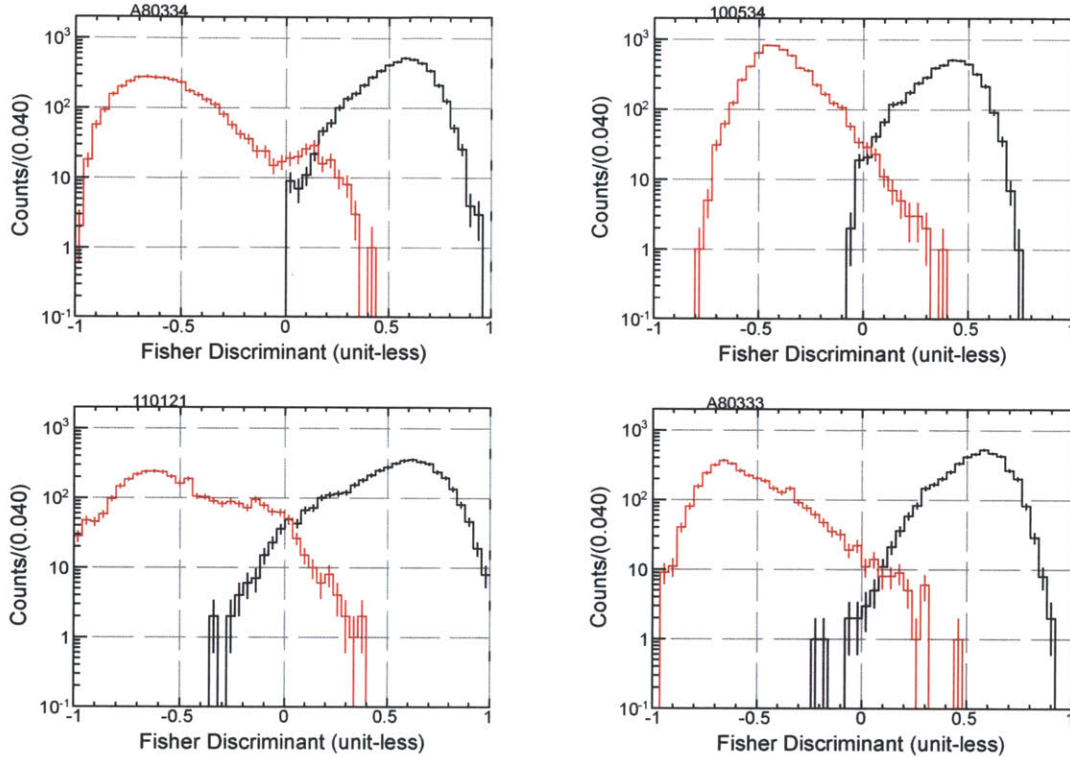 A80334
10³
10²
10
1
10⁻¹
Counts/(0.040)
-1 -0.5 0 0.5 1
Fisher Discriminant (unit-less)
100534
10³
10²
10
1
10⁻¹
Counts/(0.040)
-1 -0.5 0 0.5 1
Fisher Discriminant (unit-less)
110121
10³
10²
10
1
10⁻¹
Counts/(0.040)
-1 -0.5 0 0.5 1
Fisher Discriminant (unit-less)
A80333
10³
10²
10
1
10⁻¹
Counts/(0.040)
-1 -0.5 0 0.5 1
Fisher Discriminant (unit-less)